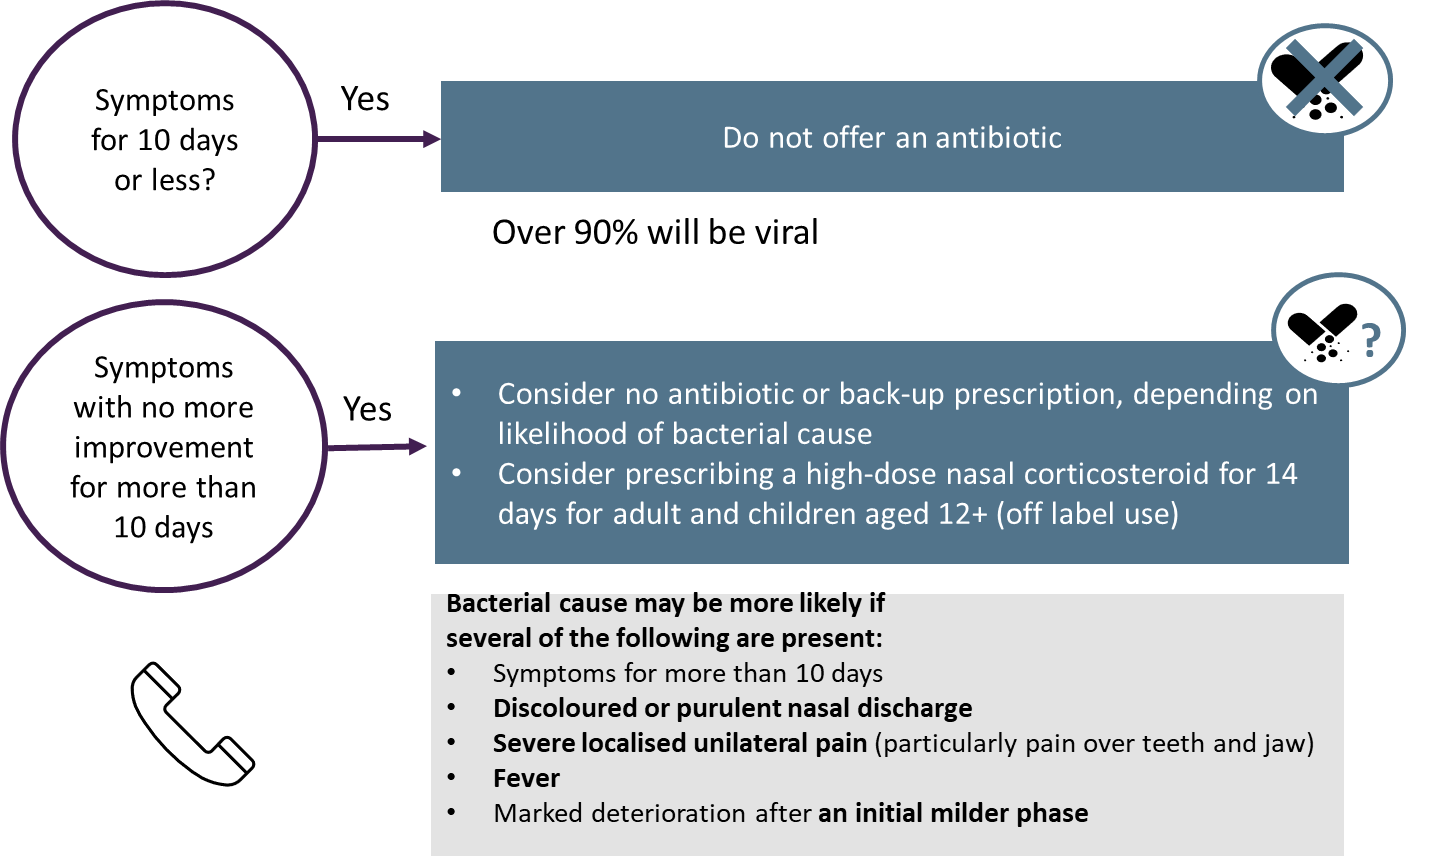 Symptoms
for 10 days
or less?
Yes
Do not offer an antibiotic
Over 90% will be viral
Symptoms
with no more
improvement
for more than
10 days
Yes
?
• Consider no antibiotic or back-up prescription, depending on
likelihood of bacterial cause
• Consider prescribing a high-dose nasal corticosteroid for 14
days for adult and children aged 12+ (off label use)
Bacterial cause may be more likely if
several of the following are present:
• Symptoms for more than 10 days
• Discoloured or purulent nasal discharge
• Severe localised unilateral pain (particularly pain over teeth and jaw)
• Fever
• Marked deterioration after an initial milder phase